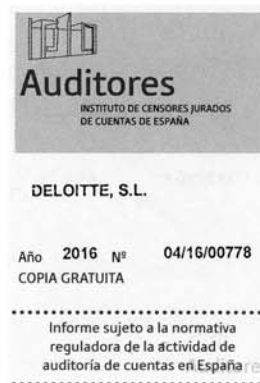 Auditores
INSTITUTO DE CENSORES JURADOS
DE CUENTAS DE ESPAÑA
DELOITTE, S.L.
Año 2016 Nº 04/16/00778
COPIA GRATUITA
Informe sujeto a la normativa
reguladora de la actividad de
auditoría de cuentas en España